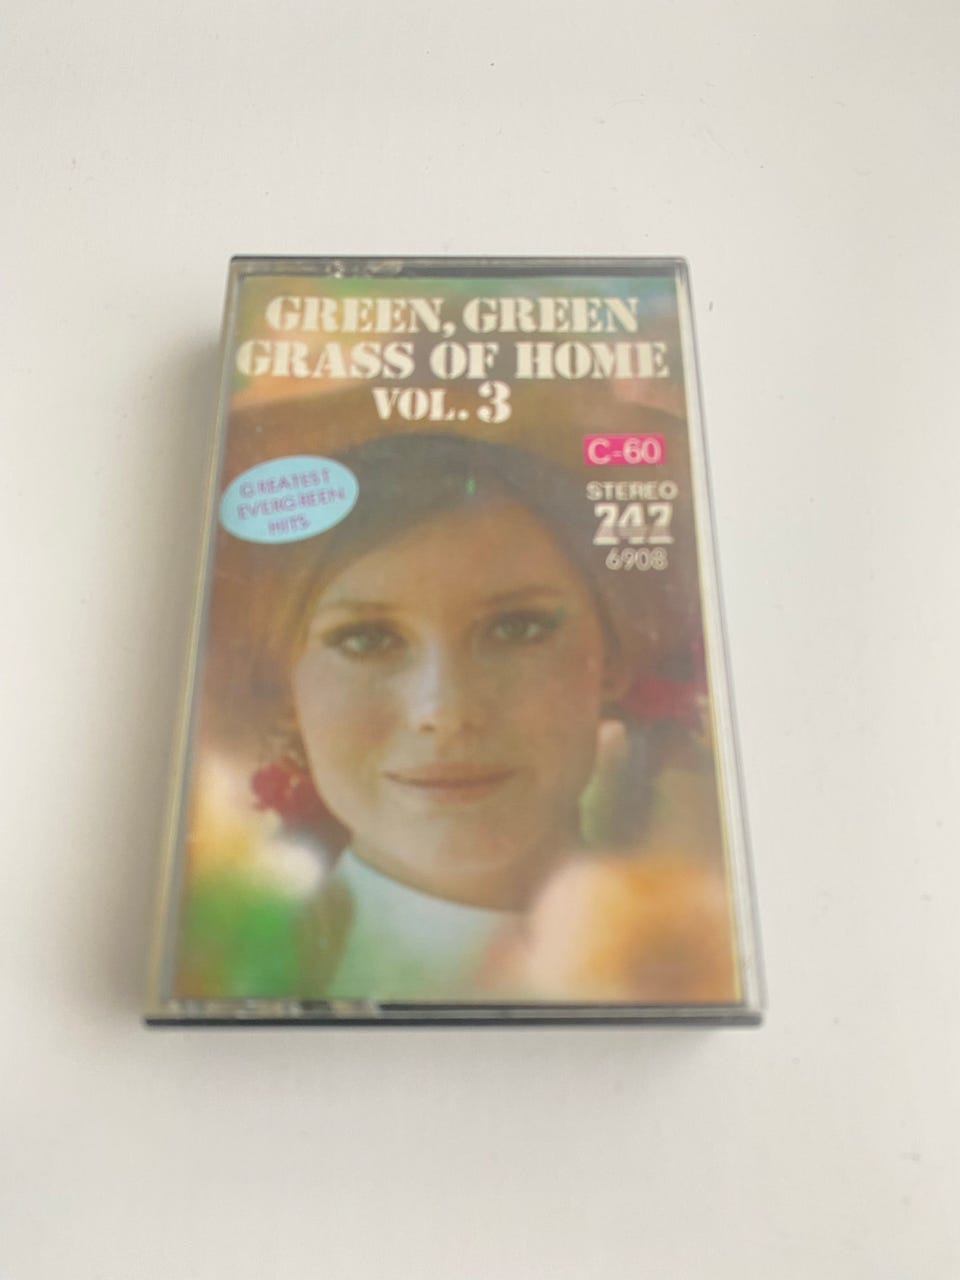 GREEN, GREEN
GRASS OF HOME
VOL. 3
C-60
GREATEST
EVERGREEN
HITS
STEREO
242
6908